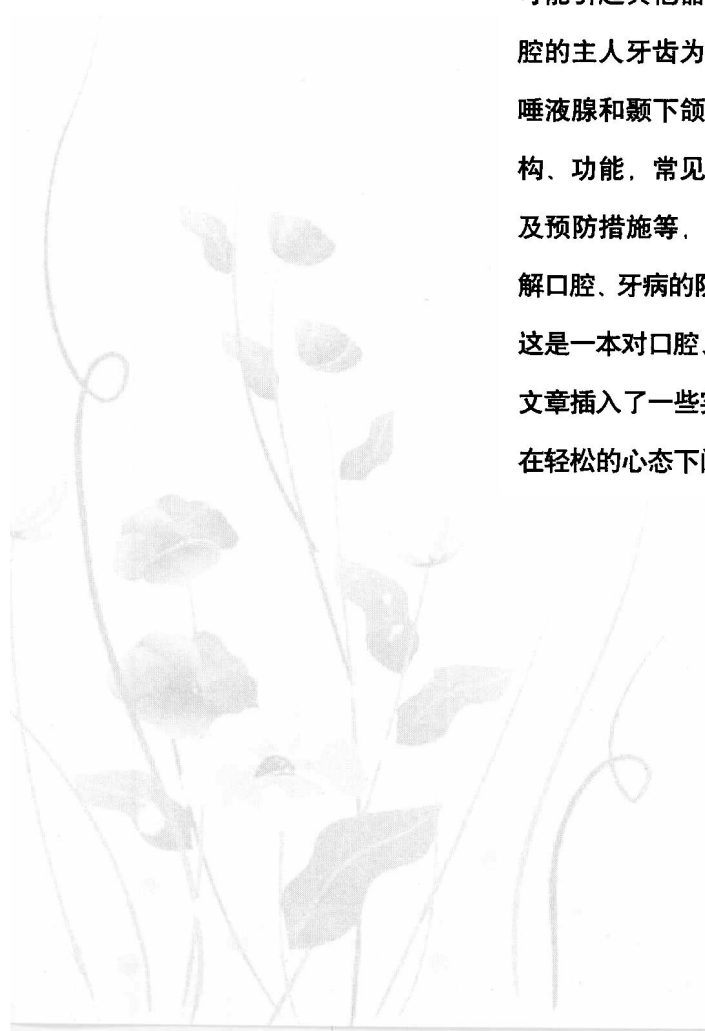 腔的主人牙齿为
唾液腺和颞下颌
构、功能，常见
及预防措施等，
解口腔、牙病的
这是一本对口腔、
文章插入了一些
在轻松的心态下